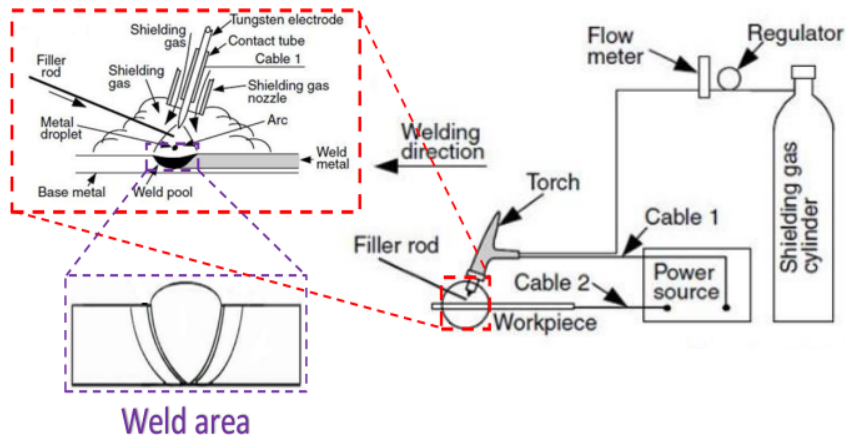 Tungsten electrode
Shielding
gas
Contact tube
Cable 1
Filler
rod
Shielding
gas
Shielding gas
nozzle
Metal
droplet
Arc
Weld
metal
Base metal
Weld pool
Welding
direction
Flow
meter
Regulator
Torch
Cable 1
Shielding gas
cylinder
Filler rod
Cable 2
Power
source
Workpiece
Weld area